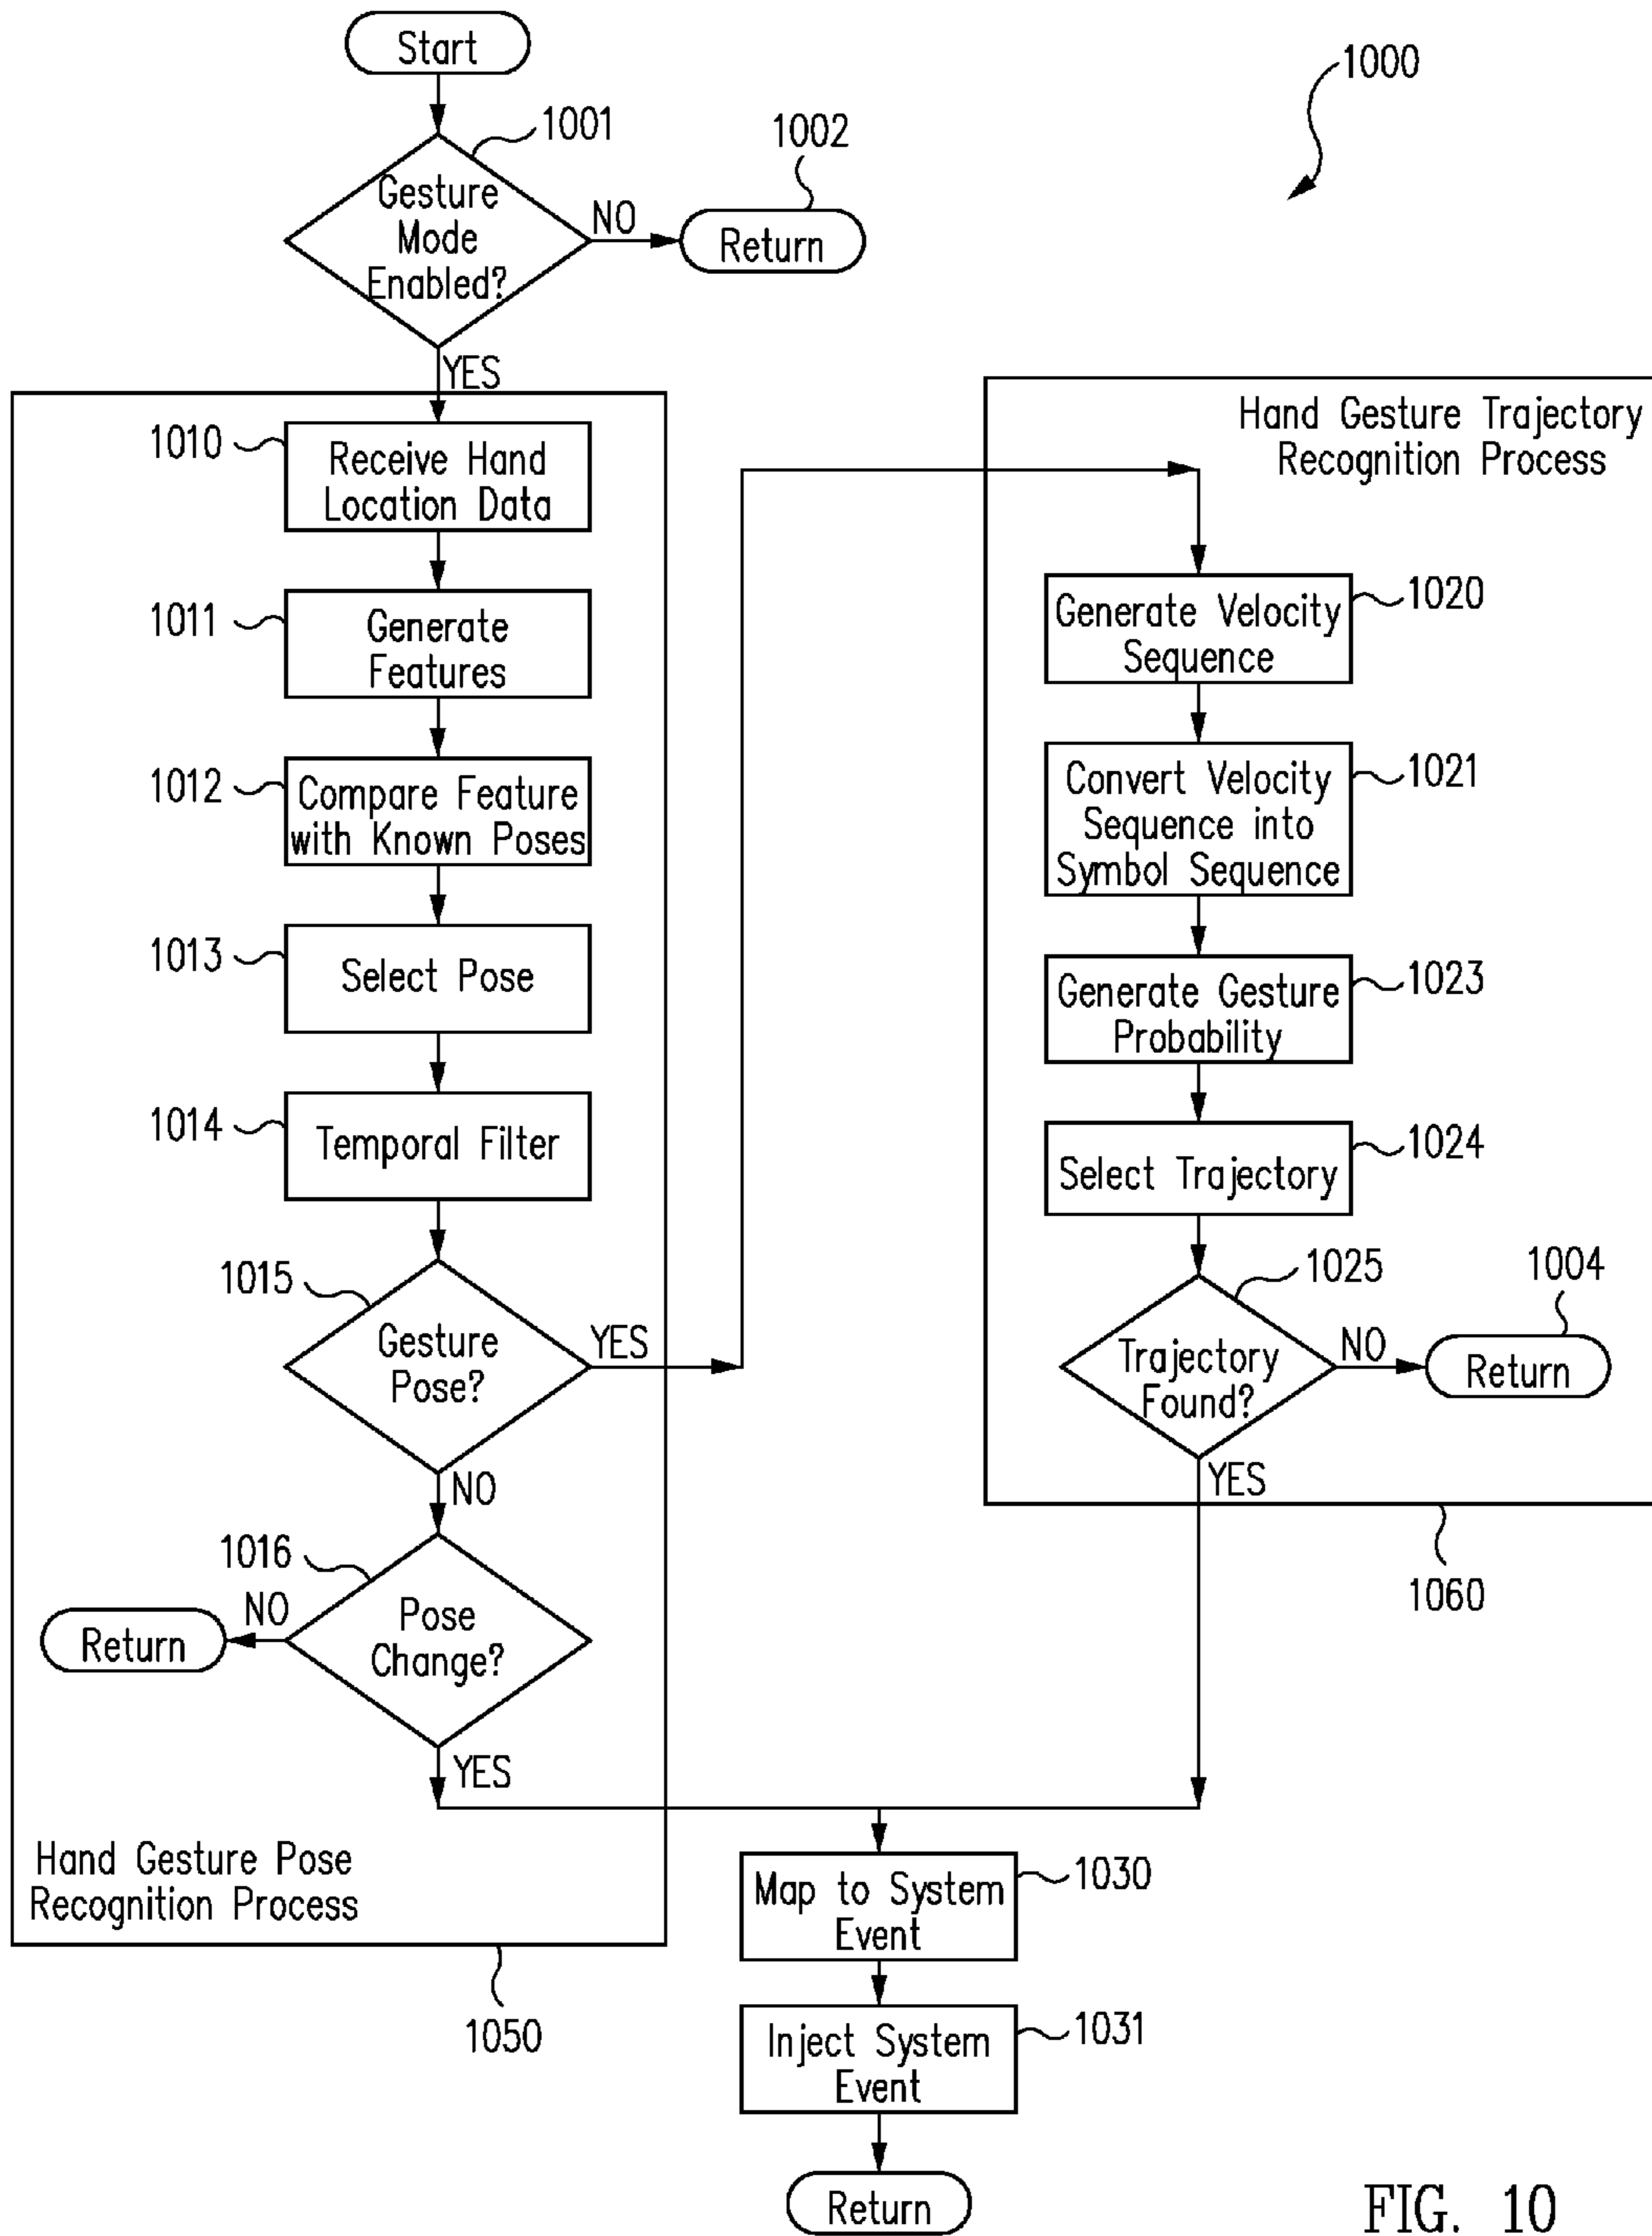 Start
1000
1001
1002
Gesture
Mode
Enabled?
NO
Return
YES
1010
Receive Hand
Location Data
1011
Generate
Features
1012
Compare Feature
with Known Poses
1013
Select Pose
1014
Temporal Filter
1015
Gesture
Pose?
YES
NO
1016
Pose
Change?
NO
Return
YES
Hand Gesture Pose
Recognition Process
1050
Hand Gesture Trajectory
Recognition Process
Generate Velocity
Sequence
1020
Convert Velocity
Sequence into
Symbol Sequence
1021
Generate Gesture
Probability
1023
Select Trajectory
1024
1025
Trajectory
Found?
NO
1004
Return
YES
1060
Map to System
Event
1030
Inject System
Event
1031
Return
FIG. 10